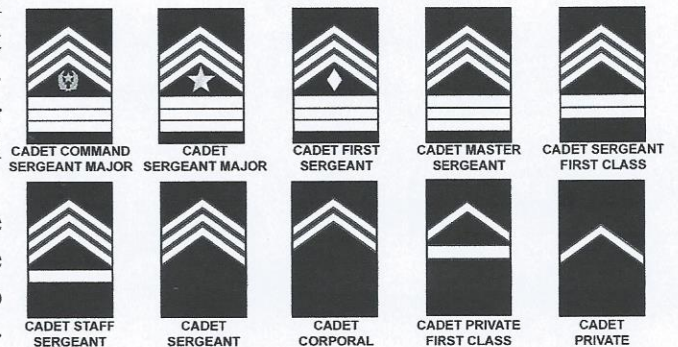 CADET COMMAND
SERGEANT MAJOR
CADET
SERGEANT MAJOR
CADET FIRST
SERGEANT
CADET MASTER
SERGEANT
CADET SERGEANT
FIRST CLASS
CADET STAFF
SERGEANT
CADET
SERGEANT
CADET
CORPORAL
CADET PRIVATE
FIRST CLASS
CADET
PRIVATE